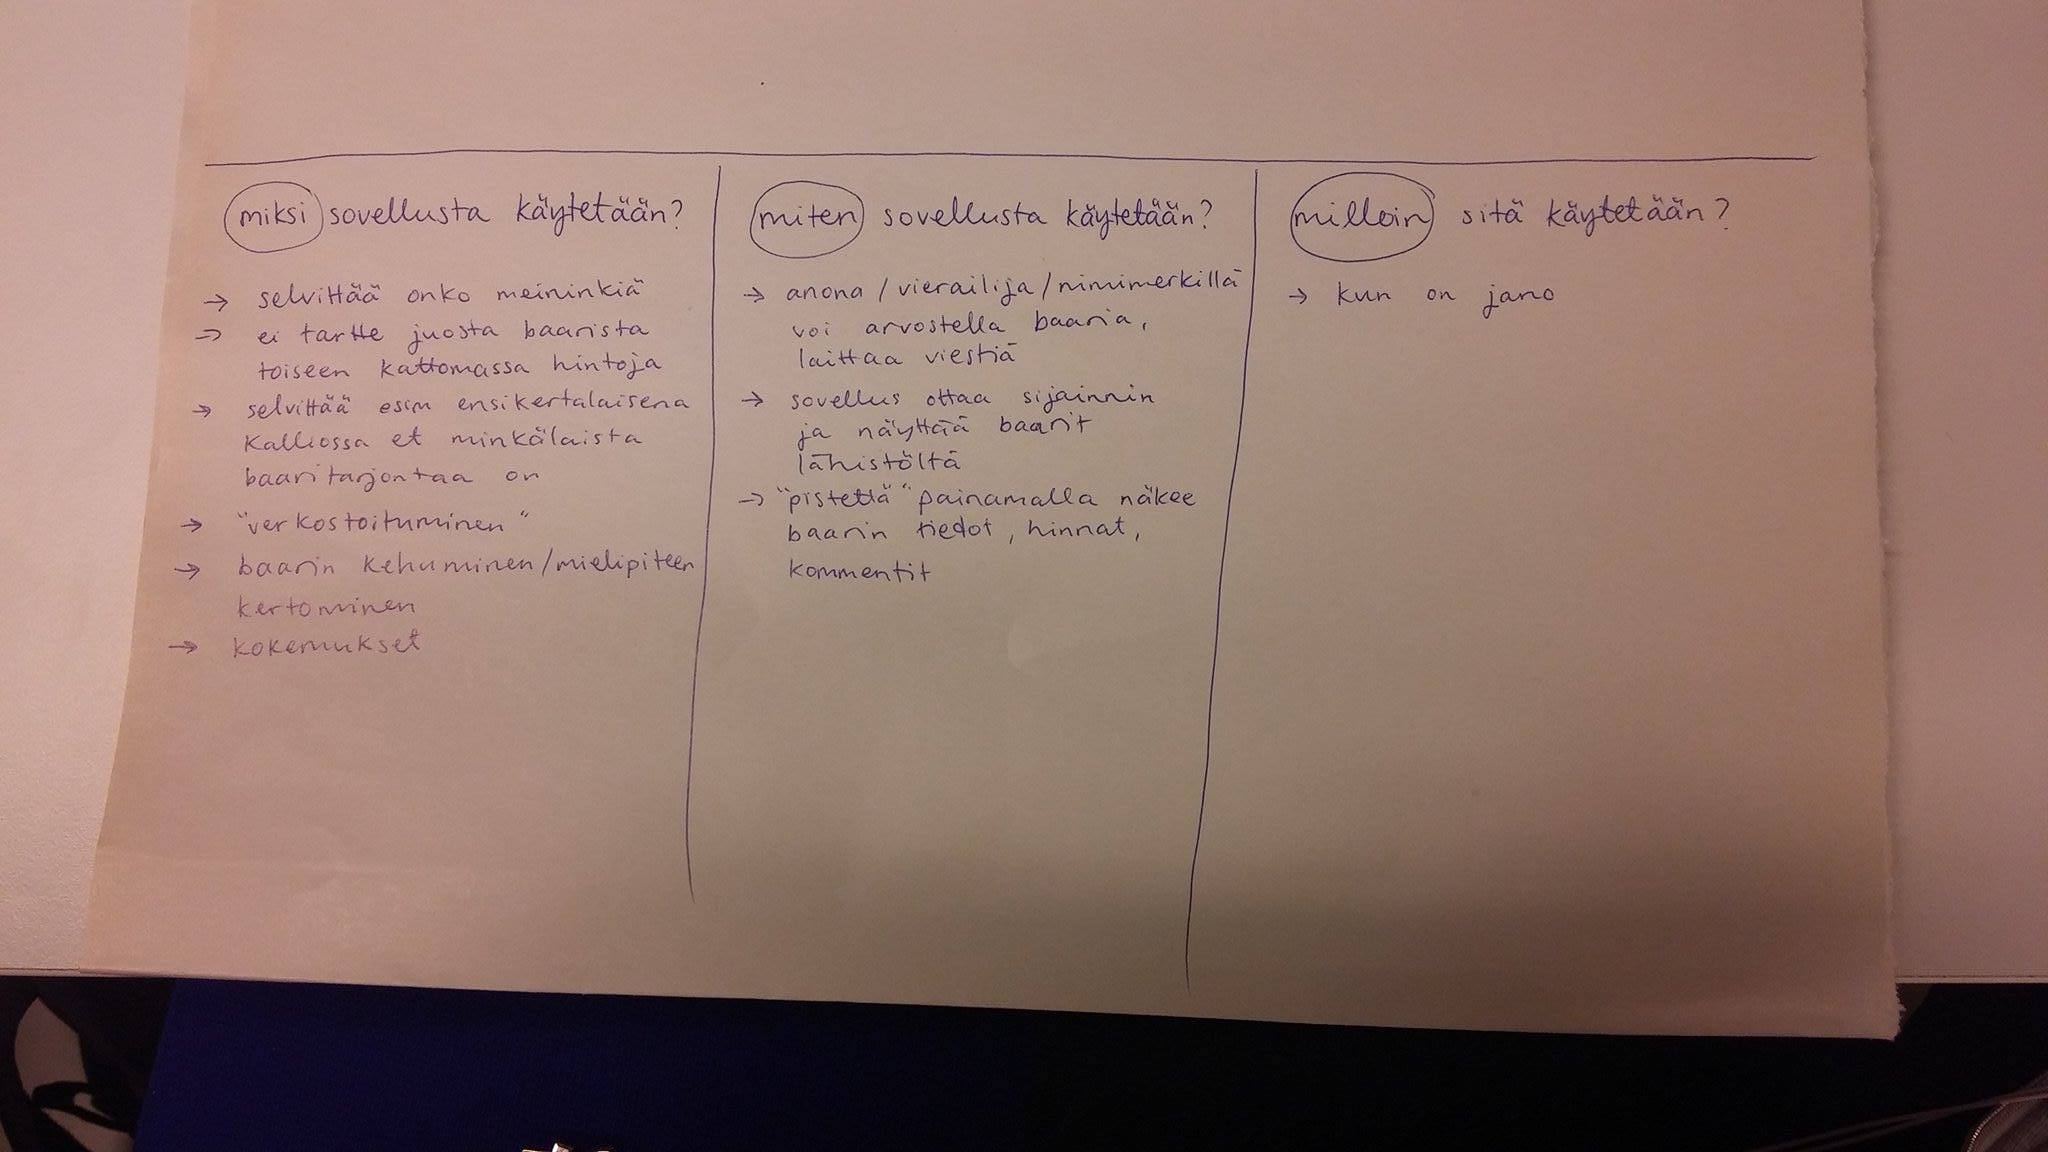 miksi sovellusta käytetään?
→ selvittää onko meininkiä
→ ei tartte juosta baarista
toiseen kattomassa hintoja
→ selvittää esim ensikertalaisena
Kalliossa et minkälaista
baaritarjontaa on
→ "verkostoituminen"
→ baarin kehuminen/mielipiteen
kertominen
→ kokemukset
miten sovellusta käytetään?
→ anona/vierailija/nimimerkillä
voi arvostella baaria,
laittaa viestiä
→ sovellus ottaa sijainnin
ja näyttää baarit
lähistöltä
→ "pistettä" painamalla näkee
baarin tiedot, hinnat,
kommentit
milloin sitä käytetään?
→ kun on jano